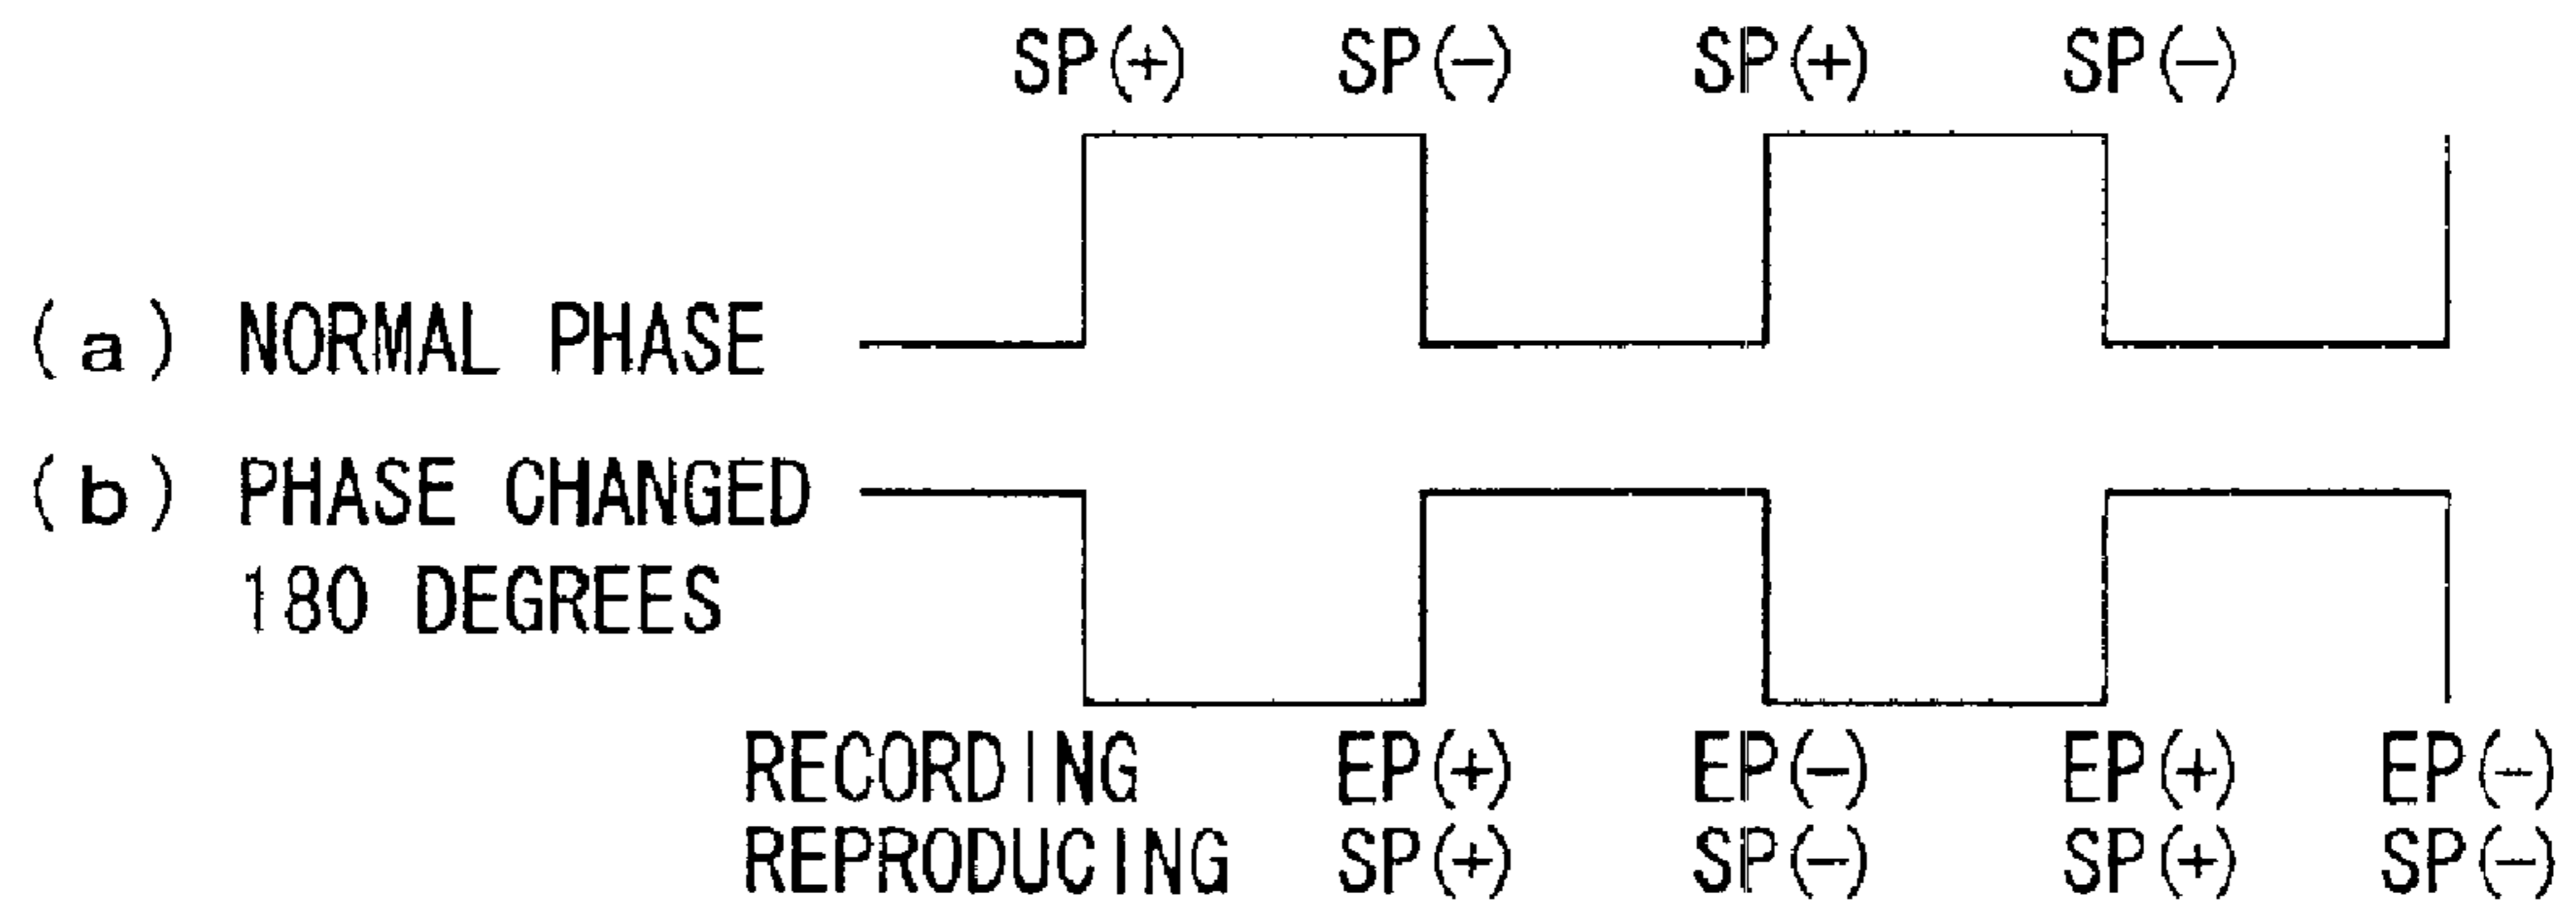 SP(+) SP(-) SP(+) SP(-)
(a) NORMAL PHASE
(b) PHASE CHANGED
180 DEGREES
RECORDING EP(+) EP(-) EP(+) EP(-)
REPRODUCING SP(+) SP(-) SP(+) SP(-)